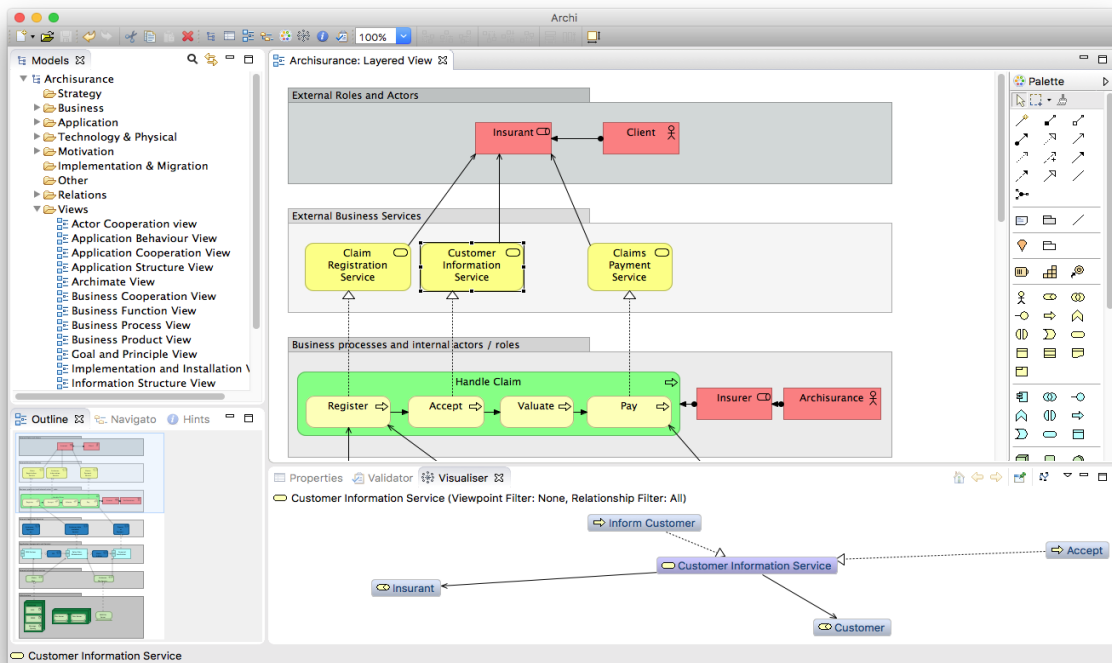 Archi
100%
Models
Archisurance
Strategy
Business
Application
Technology & Physical
Motivation
Implementation & Migration
Other
Relations
Views
Actor Cooperation view
Application Behaviour View
Application Cooperation View
Application Structure View
Archimate View
Business Cooperation View
Business Function View
Business Process View
Business Product View
Goal and Principle View
Implementation and Installation V
Information Structure View
Outline
Navigato
Hints
Archisurance: Layered View
External Roles and Actors
Insurant
Client
External Business Services
Claim
Registration
Service
Customer
Information
Service
Claims
Payment
Service
Business processes and internal actors / roles
Handle Claim
Register
Accept
Valuate
Pay
Insurer
Archisurance
Palette
Properties
Validator
Visualiser
Customer Information Service (Viewpoint Filter: None, Relationship Filter: All)
Inform Customer
Accept
Customer Information Service
Insurant
Customer
Customer Information Service